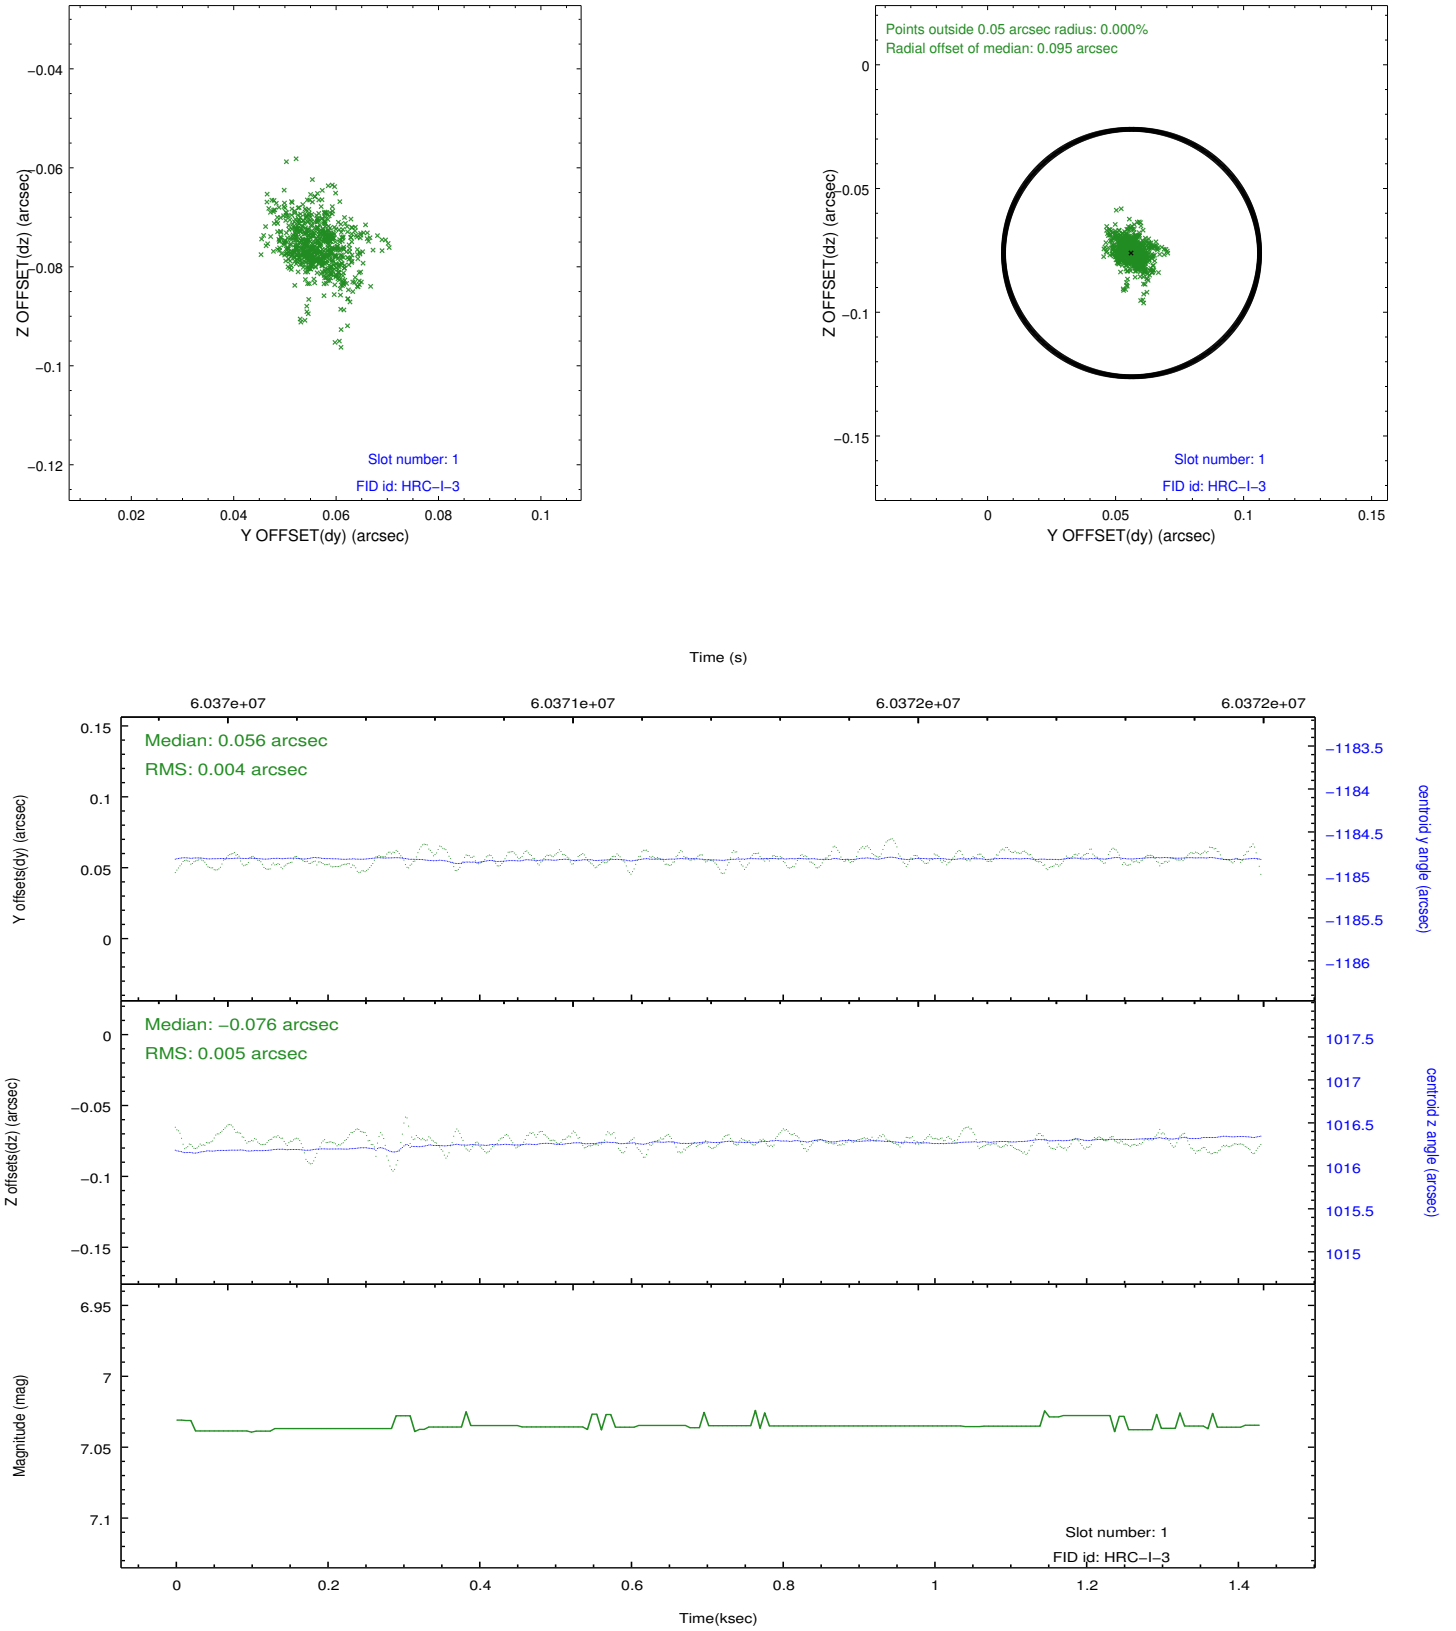 −0.04
−0.06
−0.08
−0.1
−0.12
Z OFFSET(dz) (arcsec)
Slot number: 1
FID id: HRC−I−3
0.02 0.04 0.06 0.08 0.1
Y OFFSET(dy) (arcsec)
Points outside 0.05 arcsec radius: 0.000%
Radial offset of median: 0.095 arcsec
0
−0.05
−0.1
−0.15
Z OFFSET(dz) (arcsec)
Slot number: 1
FID id: HRC−I−3
0 0.05 0.1 0.15
Y OFFSET(dy) (arcsec)
Time (s)
6.037e+07 6.0371e+07 6.0372e+07 6.0372e+07
Median: 0.056 arcsec
RMS: 0.004 arcsec
0.15
0.1
0.05
0
Y offsets(dy) (arcsec)
−1183.5
−1184
−1184.5
−1185
−1185.5
−1186
centroid y angle (arcsec)
Median: −0.076 arcsec
RMS: 0.005 arcsec
0
−0.05
−0.1
−0.15
Z offsets(dz) (arcsec)
1017.5
1017
1016.5
1016
1015.5
1015
centroid z angle (arcsec)
6.95
7
7.05
7.1
Magnitude (mag)
Slot number: 1
FID id: HRC−I−3
0 0.2 0.4 0.6 0.8 1 1.2 1.4
Time(ksec)